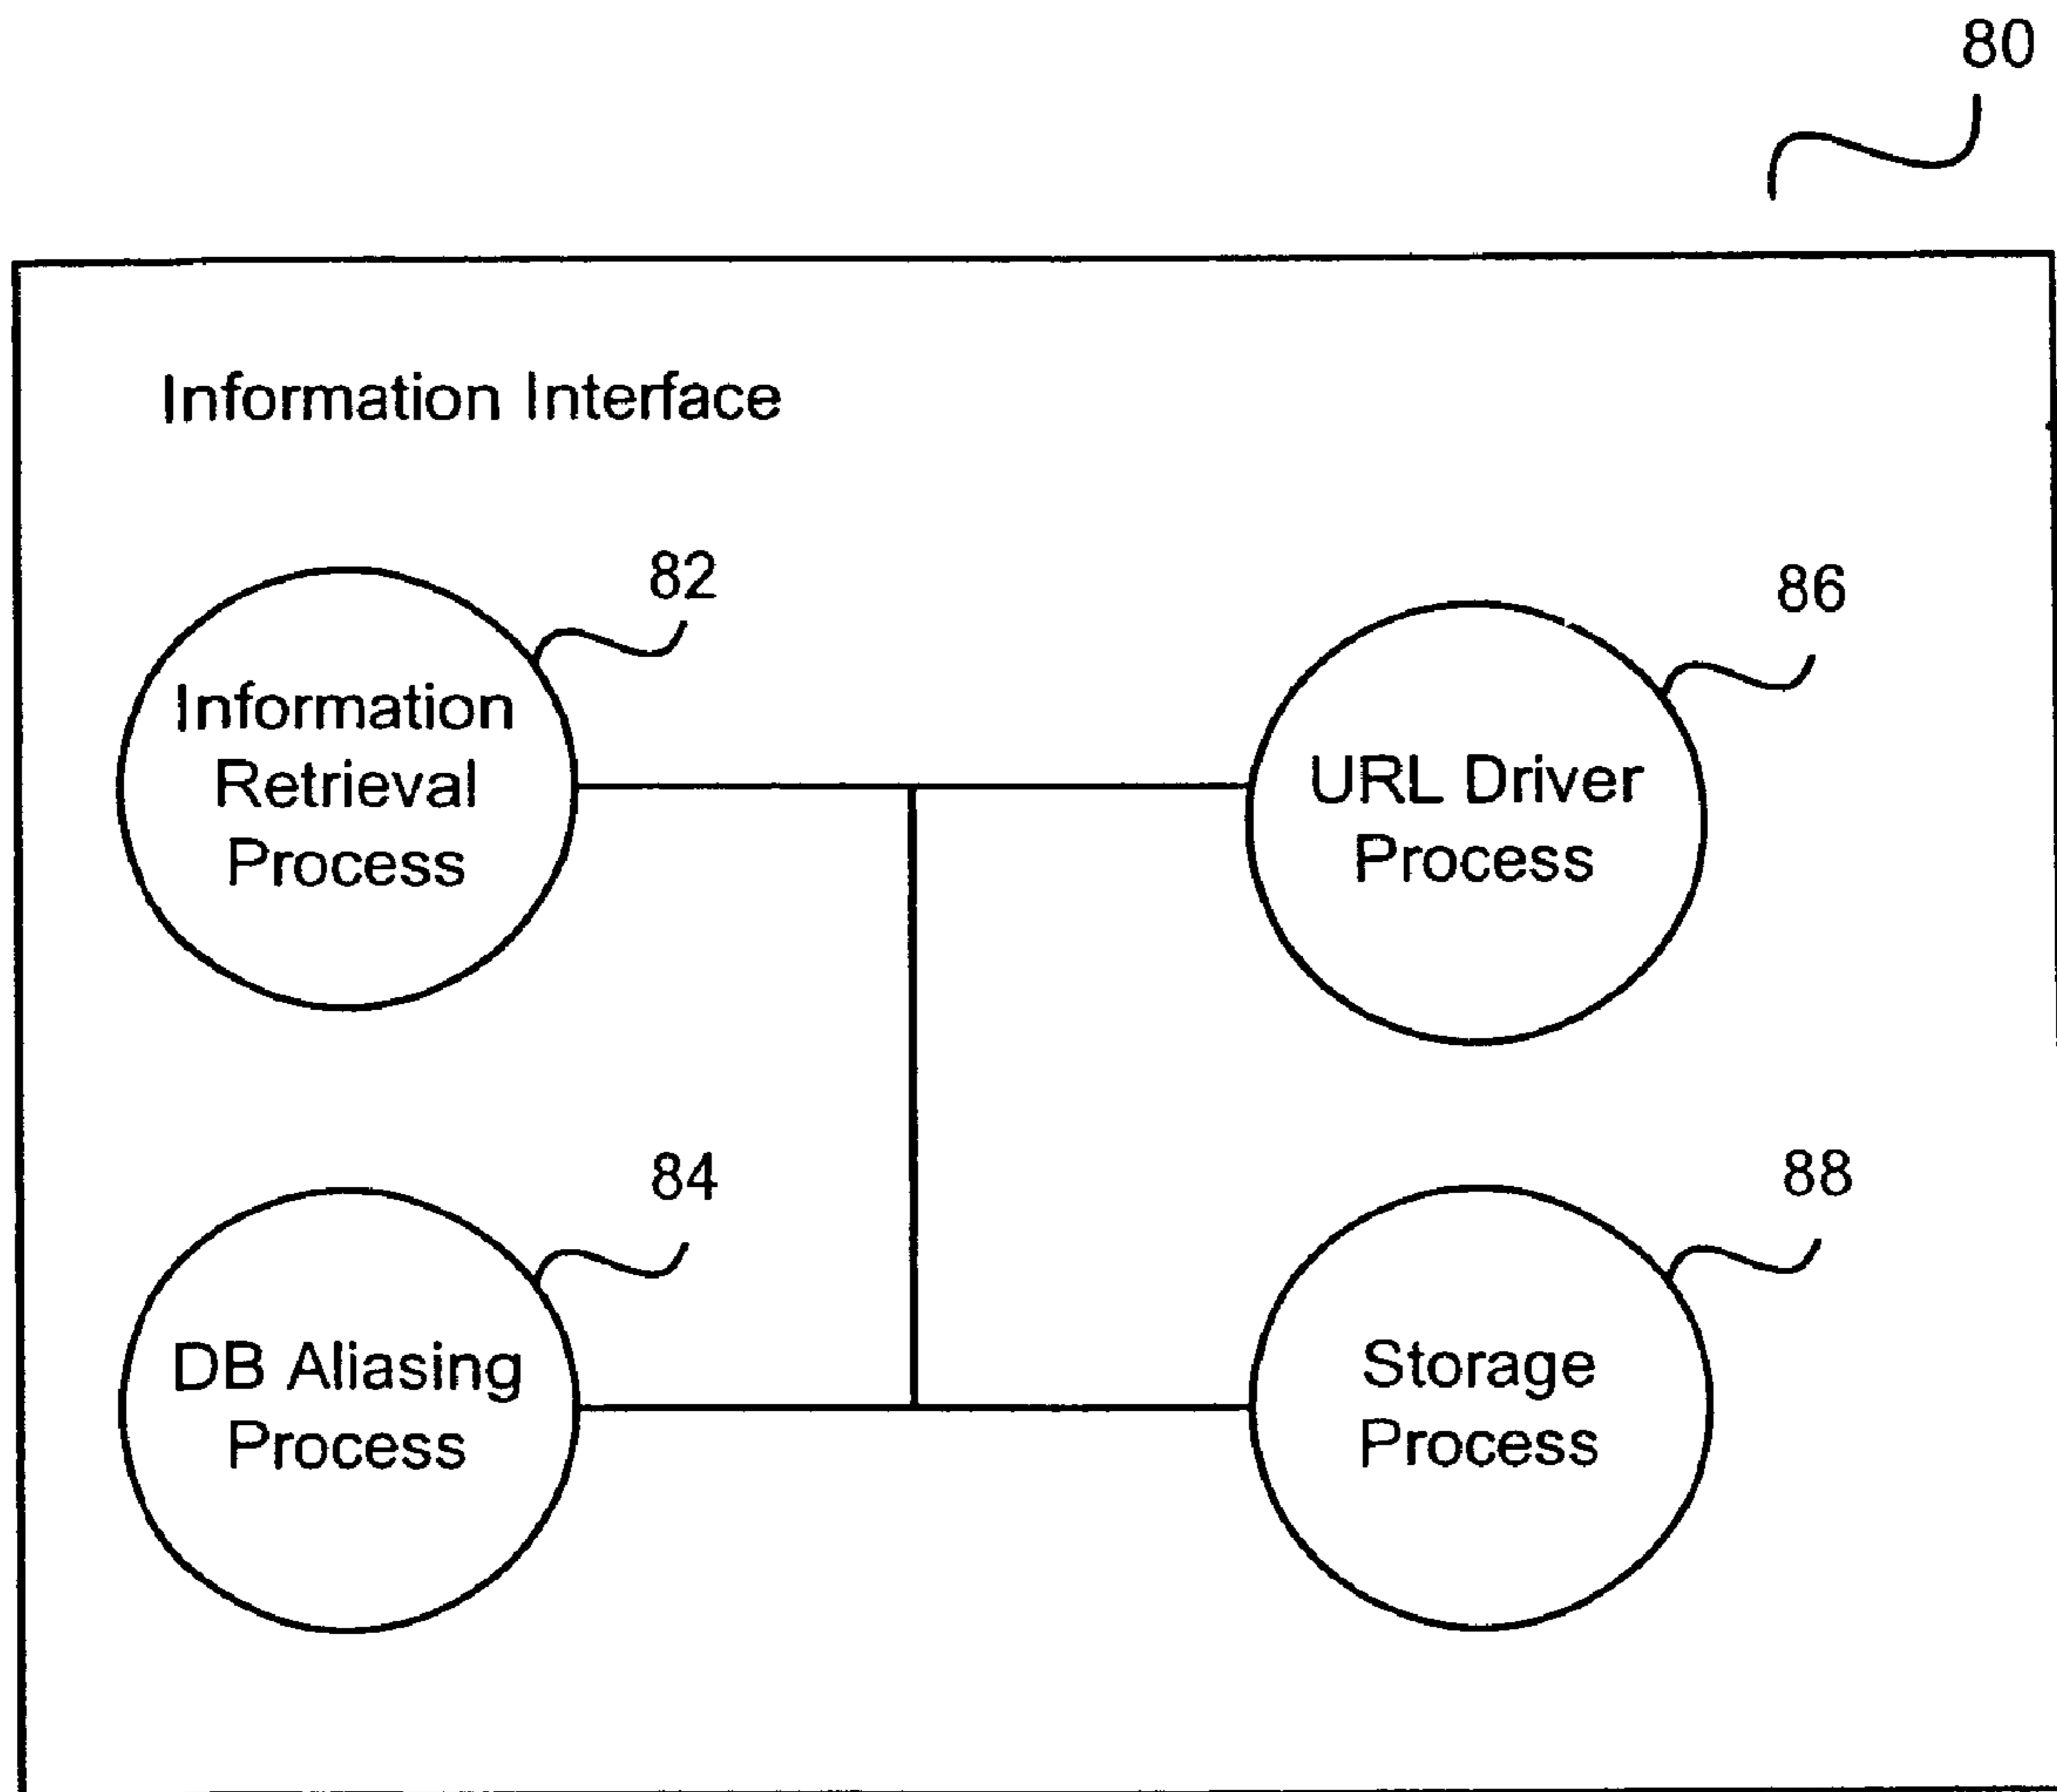 80
Information Interface
82
Information
Retrieval
Process
86
URL Driver
Process
84
DB Aliasing
Process
88
Storage
Process